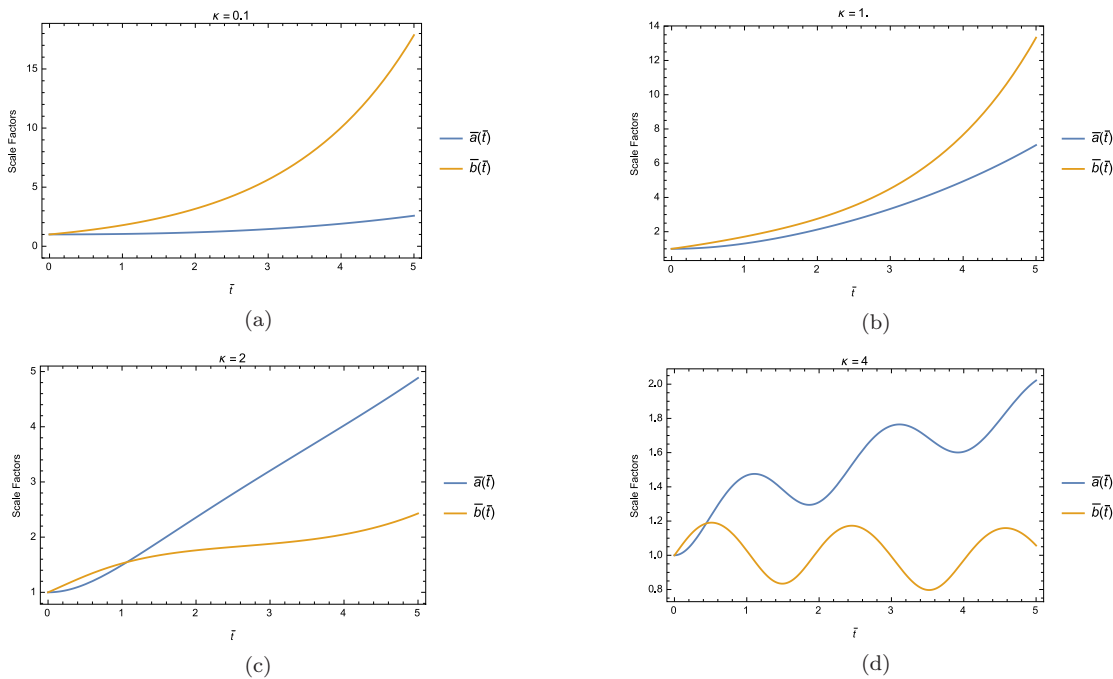 κ = 0.1
Scale Factors
15
10
5
0
0 1 2 3 4 5
t̄
a̅(t̄)
b̅(t̄)
(a)
κ = 1.
Scale Factors
14
12
10
8
6
4
2
0 1 2 3 4 5
t̄
a̅(t̄)
b̅(t̄)
(b)
κ = 2
Scale Factors
5
4
3
2
1
0 1 2 3 4 5
t̄
a̅(t̄)
b̅(t̄)
(c)
κ = 4
Scale Factors
2.0
1.8
1.6
1.4
1.2
1.0
0.8
0 1 2 3 4 5
t̄
a̅(t̄)
b̅(t̄)
(d)